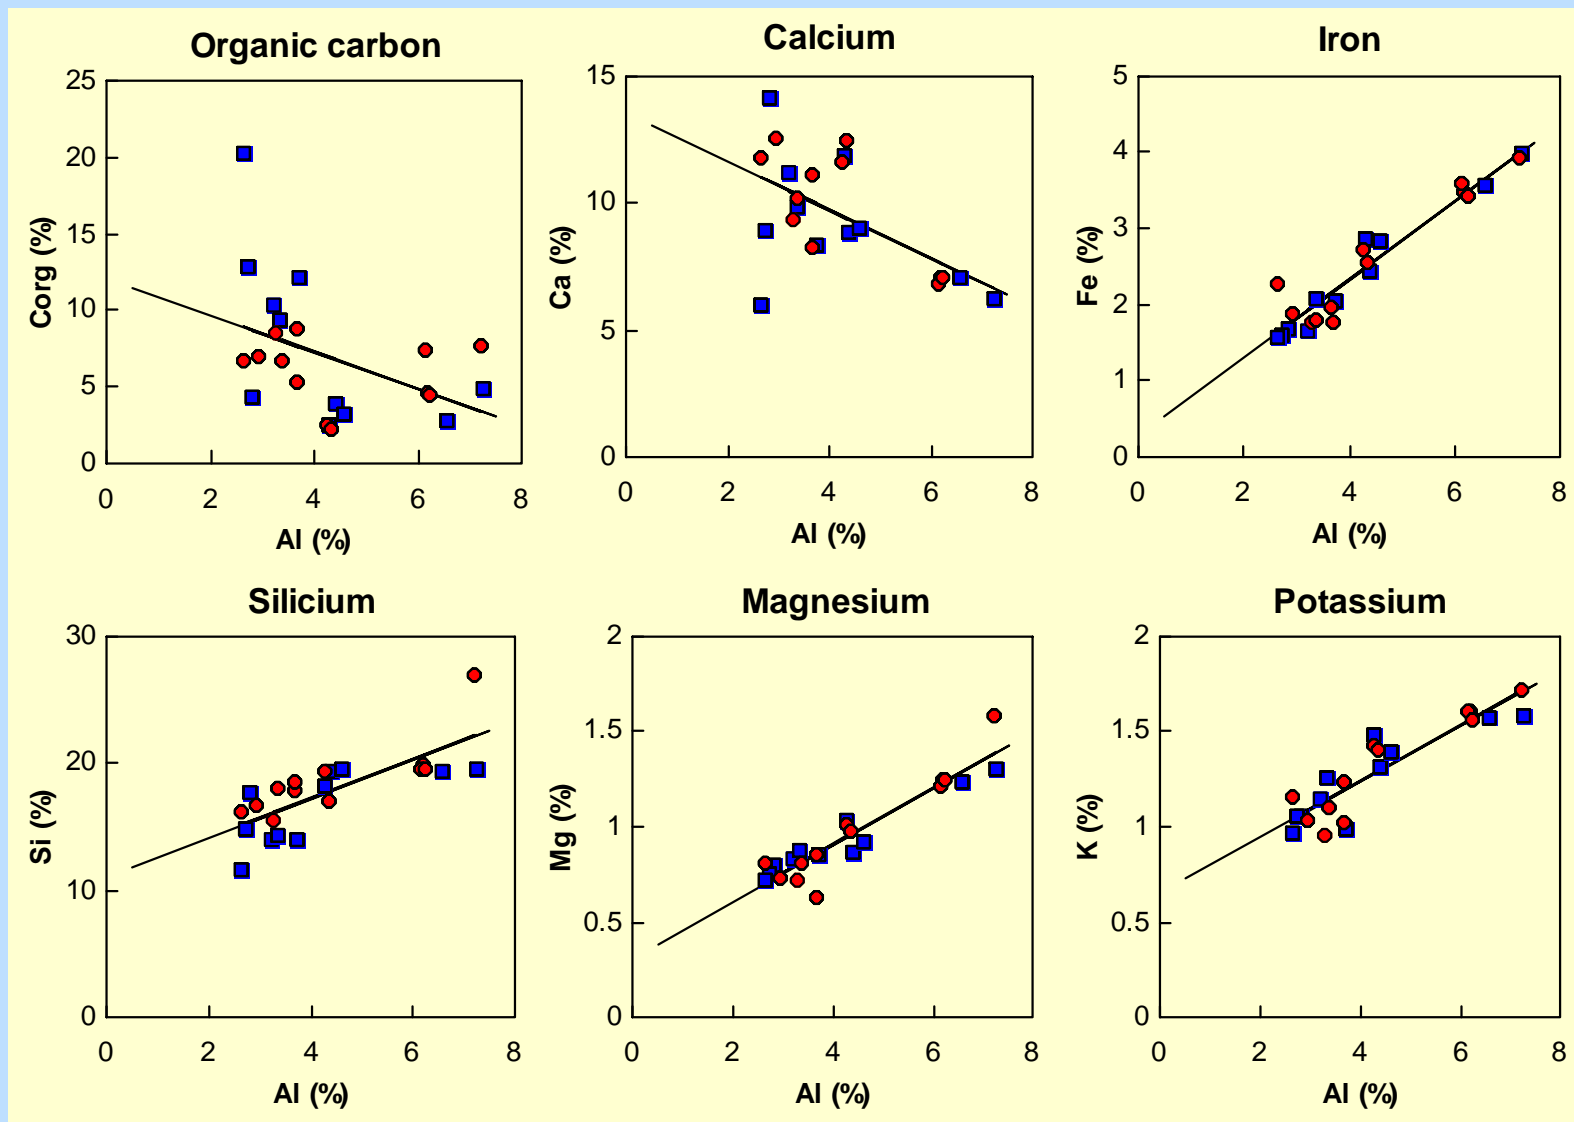 Organic carbon
25
20
15
10
5
0
0 2 4 6 8
Corg (%)
Al (%)
Calcium
15
10
5
0
0 2 4 6 8
Ca (%)
Al (%)
Iron
5
4
3
2
1
0
0 2 4 6 8
Fe (%)
Al (%)
Silicium
30
20
10
0
0 2 4 6 8
Si (%)
Al (%)
Magnesium
2
1.5
1
0.5
0
0 2 4 6 8
Mg (%)
Al (%)
Potassium
2
1.5
1
0.5
0
0 2 4 6 8
K (%)
Al (%)